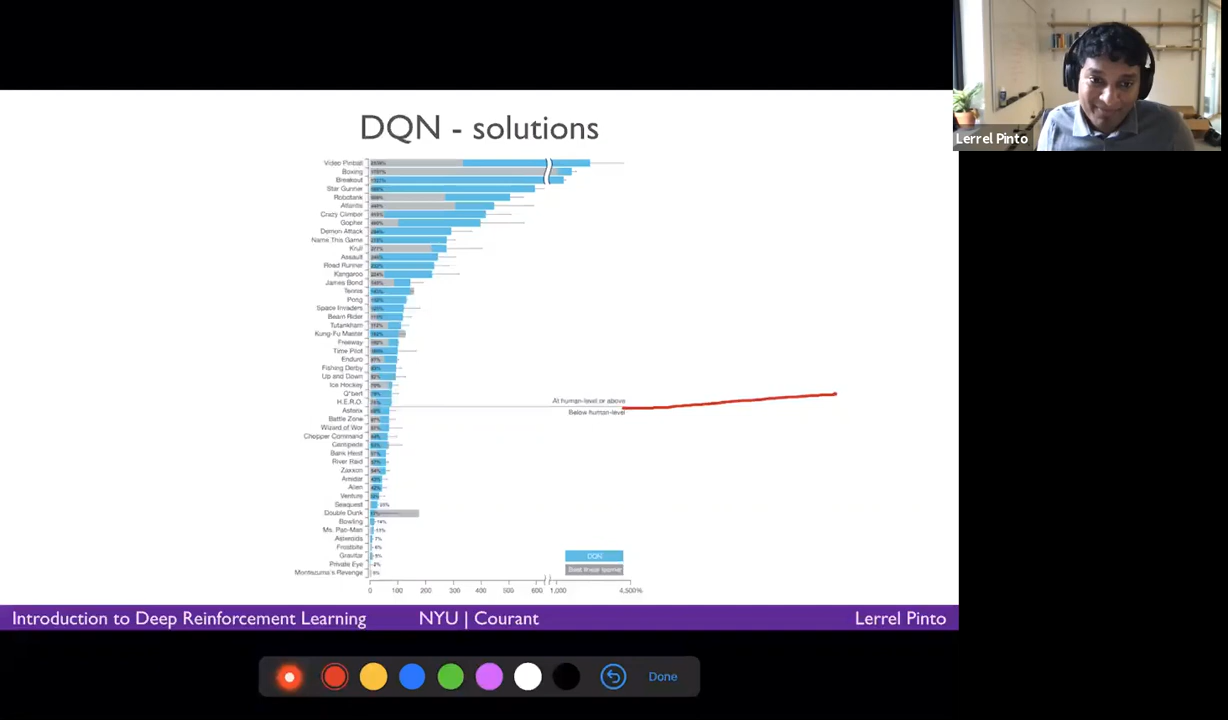 Lerrel Pinto
DQN - solutions
Video Pinball
Boxing
Breakout
Star Gunner
Robotank
Atlantis
Crazy Climber
Gopher
Demon Attack
Name This Game
Krull
Assault
Road Runner
Kangaroo
James Bond
Tennis
Pong
Space Invaders
Beam Rider
Tutankham
Kung-Fu Master
Freeway
Time Pilot
Enduro
Fishing Derby
Up and Down
Ice Hockey
Q*bert
H.E.R.O.
At human-level or above
Asterix
Below human-level
Battle Zone
Wizard of Wor
Chopper Command
Centipede
Bank Heist
River Raid
Zaxxon
Amidar
Alien
Venture
Seaquest
Double Dunk
Bowling
Ms. Pac-Man
Asteroids
Frostbite
Gravitar
Private Eye
Montezuma's Revenge
DQN
Best linear learner
0 100 200 300 400 500 600 1,000 4,500%
Introduction to Deep Reinforcement Learning NYU | Courant Lerrel Pinto
Done